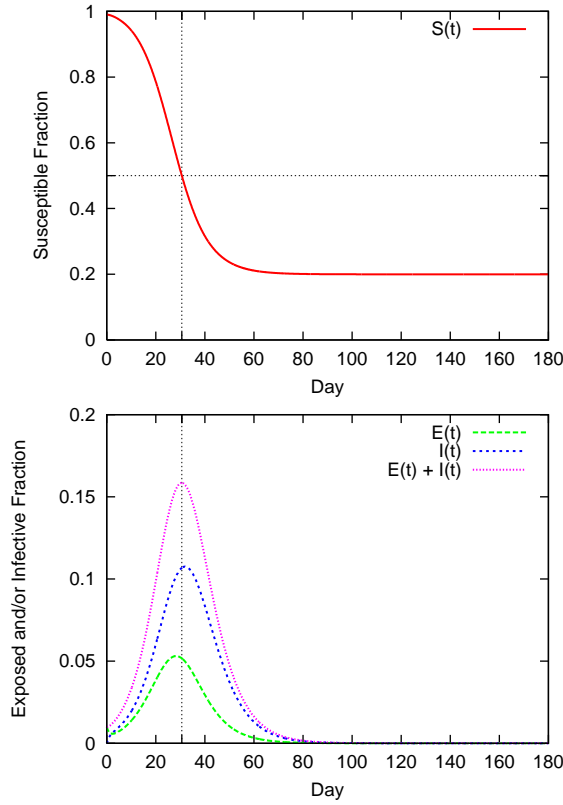 S(t)
Susceptible Fraction
1
0.8
0.6
0.4
0.2
0
0 20 40 60 80 100 120 140 160 180
Day
E(t)
I(t)
E(t) + I(t)
Exposed and/or Infective Fraction
0.2
0.15
0.1
0.05
0
0 20 40 60 80 100 120 140 160 180
Day